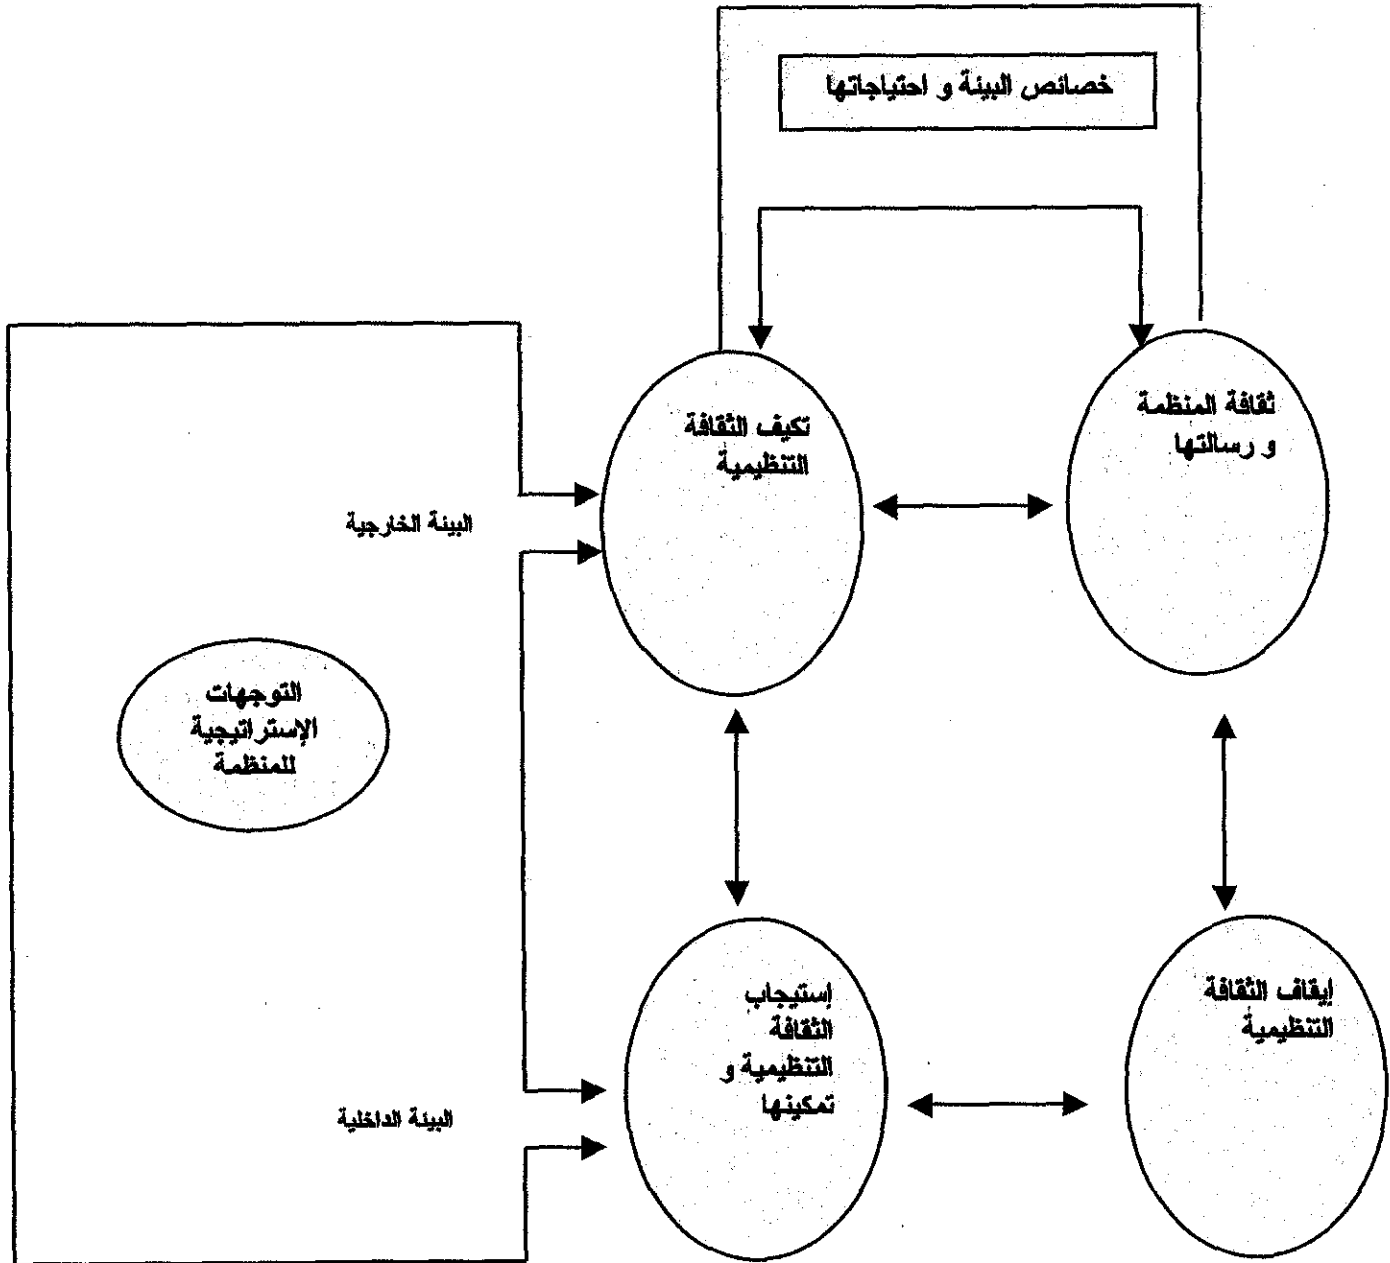 خصائص البيئة و احتياجاتها
ثقافة المنظمة
و رسالتها
تكيف الثقافة
التنظيمية
البيئة الخارجية
التوجهات
الإستراتيجية
للمنظمة
إيقاف الثقافة
التنظيمية
إستيجاب
الثقافة
التنظيمية و
تمكينها
البيئة الداخلية